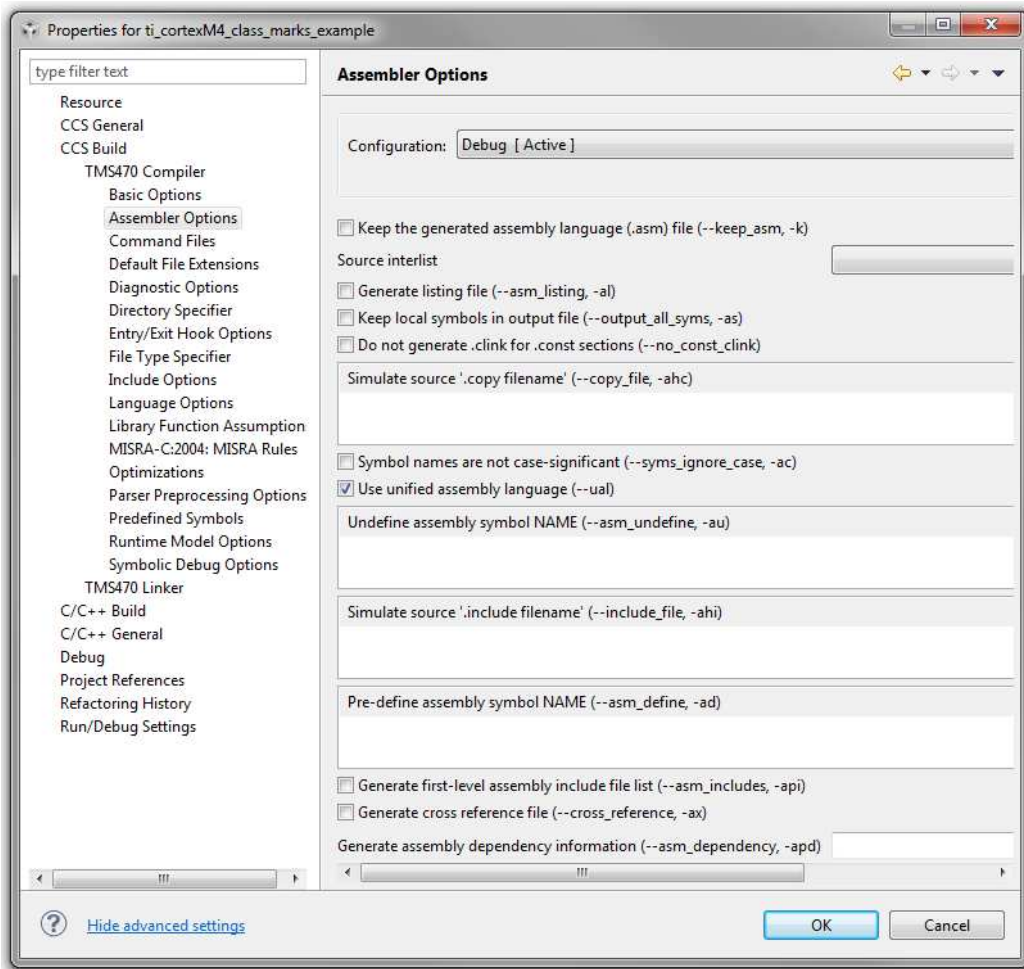 Properties for ti_cortexM4_class_marks_example
type filter text
Resource
CCS General
CCS Build
TMS470 Compiler
Basic Options
Assembler Options
Command Files
Default File Extensions
Diagnostic Options
Directory Specifier
Entry/Exit Hook Options
File Type Specifier
Include Options
Language Options
Library Function Assumption
MISRA-C:2004: MISRA Rules
Optimizations
Parser Preprocessing Options
Predefined Symbols
Runtime Model Options
Symbolic Debug Options
TMS470 Linker
C/C++ Build
C/C++ General
Debug
Project References
Refactoring History
Run/Debug Settings
Assembler Options
Configuration: Debug [ Active ]
Keep the generated assembly language (.asm) file (--keep_asm, -k)
Source interlist
Generate listing file (--asm_listing, -al)
Keep local symbols in output file (--output_all_syms, -as)
Do not generate .clink for .const sections (--no_const_clink)
Simulate source '.copy filename' (--copy_file, -ahc)
Symbol names are not case-significant (--syms_ignore_case, -ac)
Use unified assembly language (--ual)
Undefine assembly symbol NAME (--asm_undefine, -au)
Simulate source '.include filename' (--include_file, -ahi)
Pre-define assembly symbol NAME (--asm_define, -ad)
Generate first-level assembly include file list (--asm_includes, -api)
Generate cross reference file (--cross_reference, -ax)
Generate assembly dependency information (--asm_dependency, -apd)
Hide advanced settings
OK
Cancel